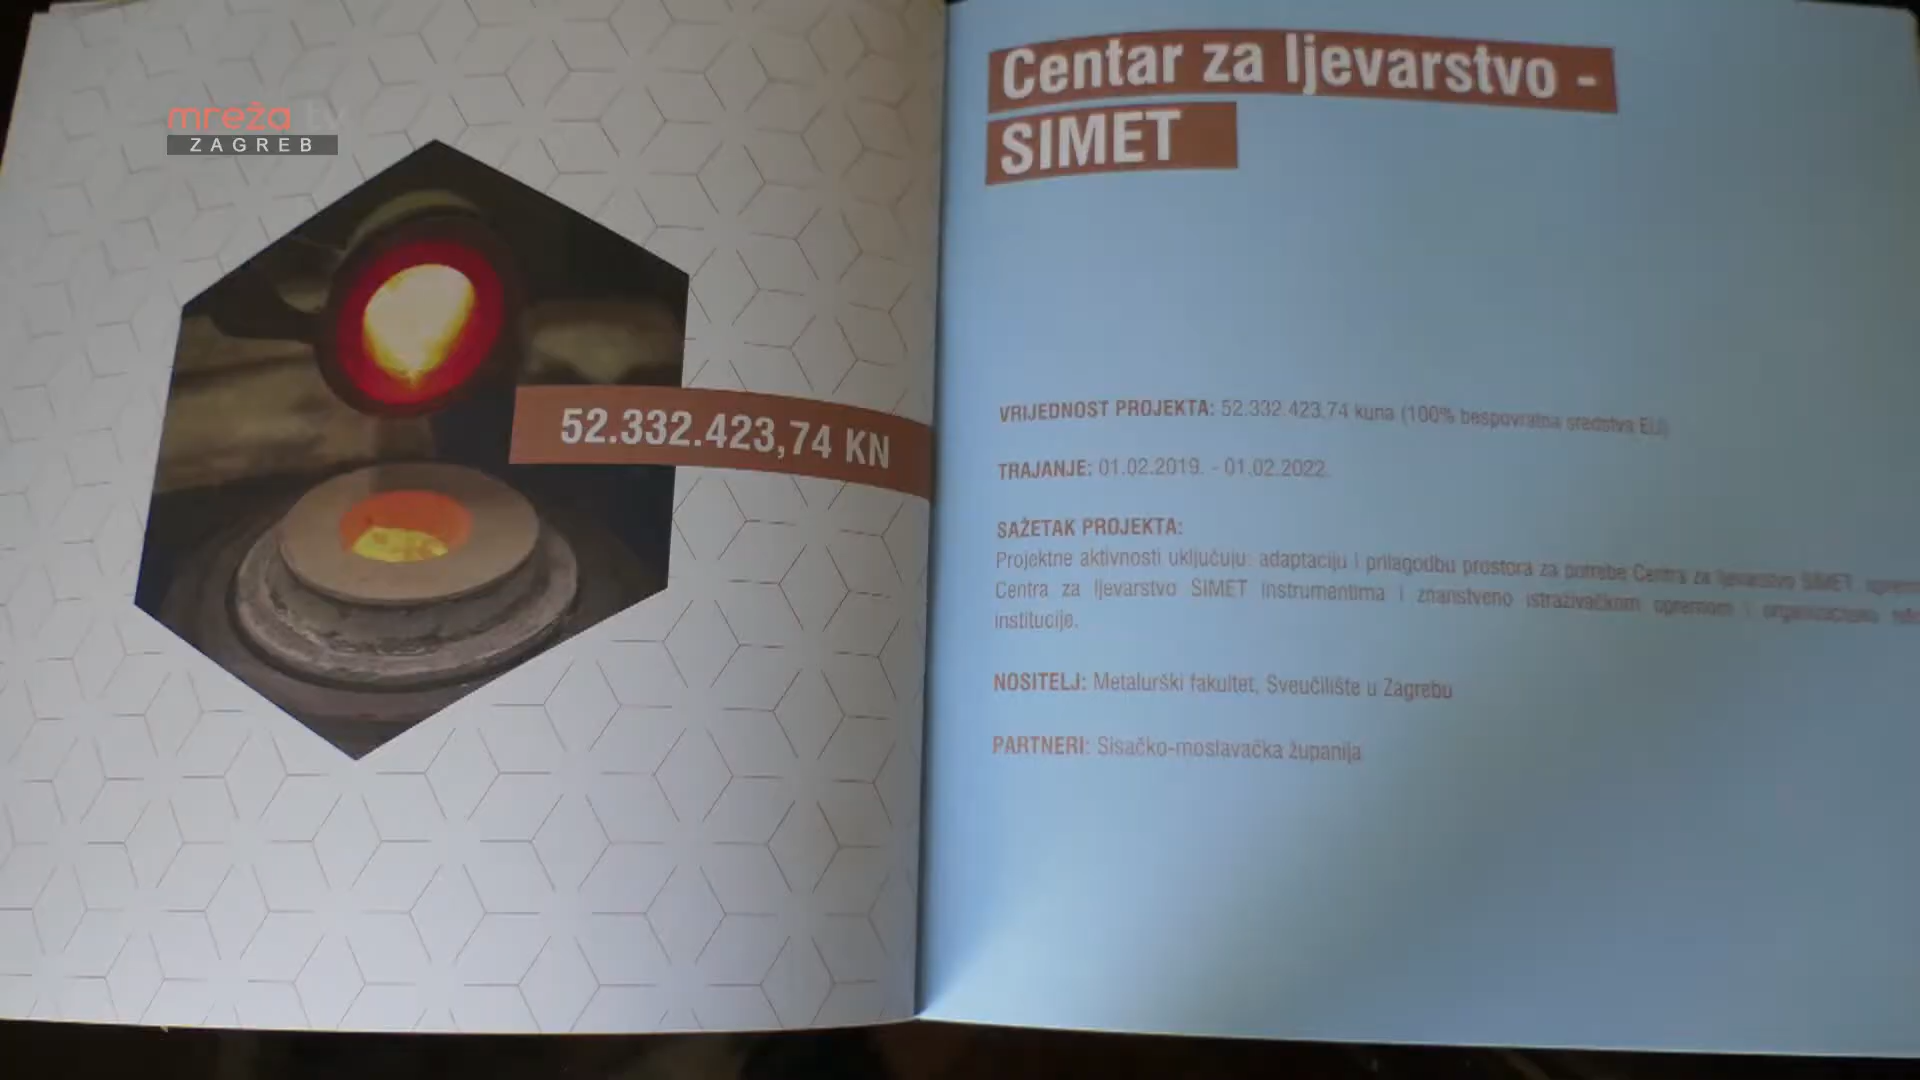 mreža tv
ZAGREB
52.332.423,74 KN
Centar za ljevarstvo -
SIMET
VRIJEDNOST PROJEKTA: 52.332.423,74 kuna (100% bespovratna sredstva EU)
TRAJANJE: 01.02.2019. - 01.02.2022.
SAŽETAK PROJEKTA:
Projektne aktivnosti uključuju: adaptaciju i prilagodbu prostora za potrebe Centra za ljevarstvo SIMET,
Centra za ljevarstvo SIMET instrumentima i znanstveno istraživačkom opremom i organizacijsku
institucije.
NOSITELJ: Metalurški fakultet, Sveučilište u Zagrebu
PARTNERI: Sisačko-moslavačka županija